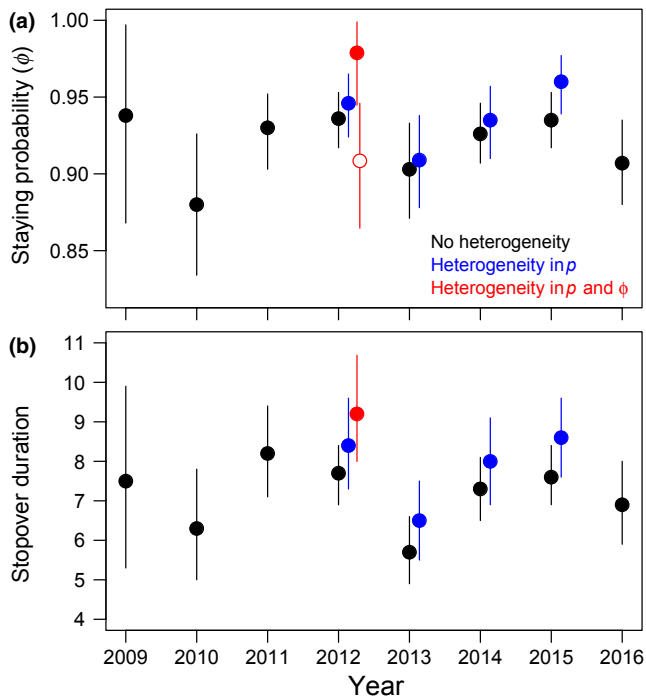 (a)
Staying probability (ϕ)
1.00
0.95
0.90
0.85
No heterogeneity
Heterogeneity in p
Heterogeneity in p and ϕ
(b)
Stopover duration
11
10
9
8
7
6
5
4
2009 2010 2011 2012 2013 2014 2015 2016
Year